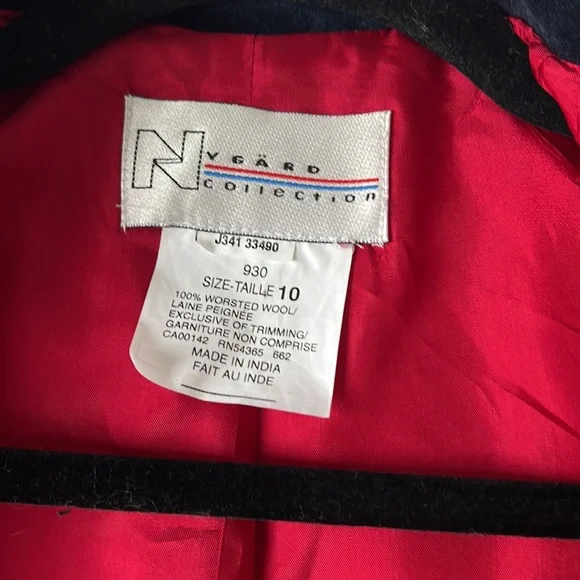 NYGÄRD
COLLECTION
J341 33490
930
SIZE-TAILLE 10
100% WORSTED WOOL/
LAINE PEIGNÉE
EXCLUSIVE OF TRIMMING/
GARNITURE NON COMPRISE
CA00142 RN54365 662
MADE IN INDIA
FAIT AU INDE